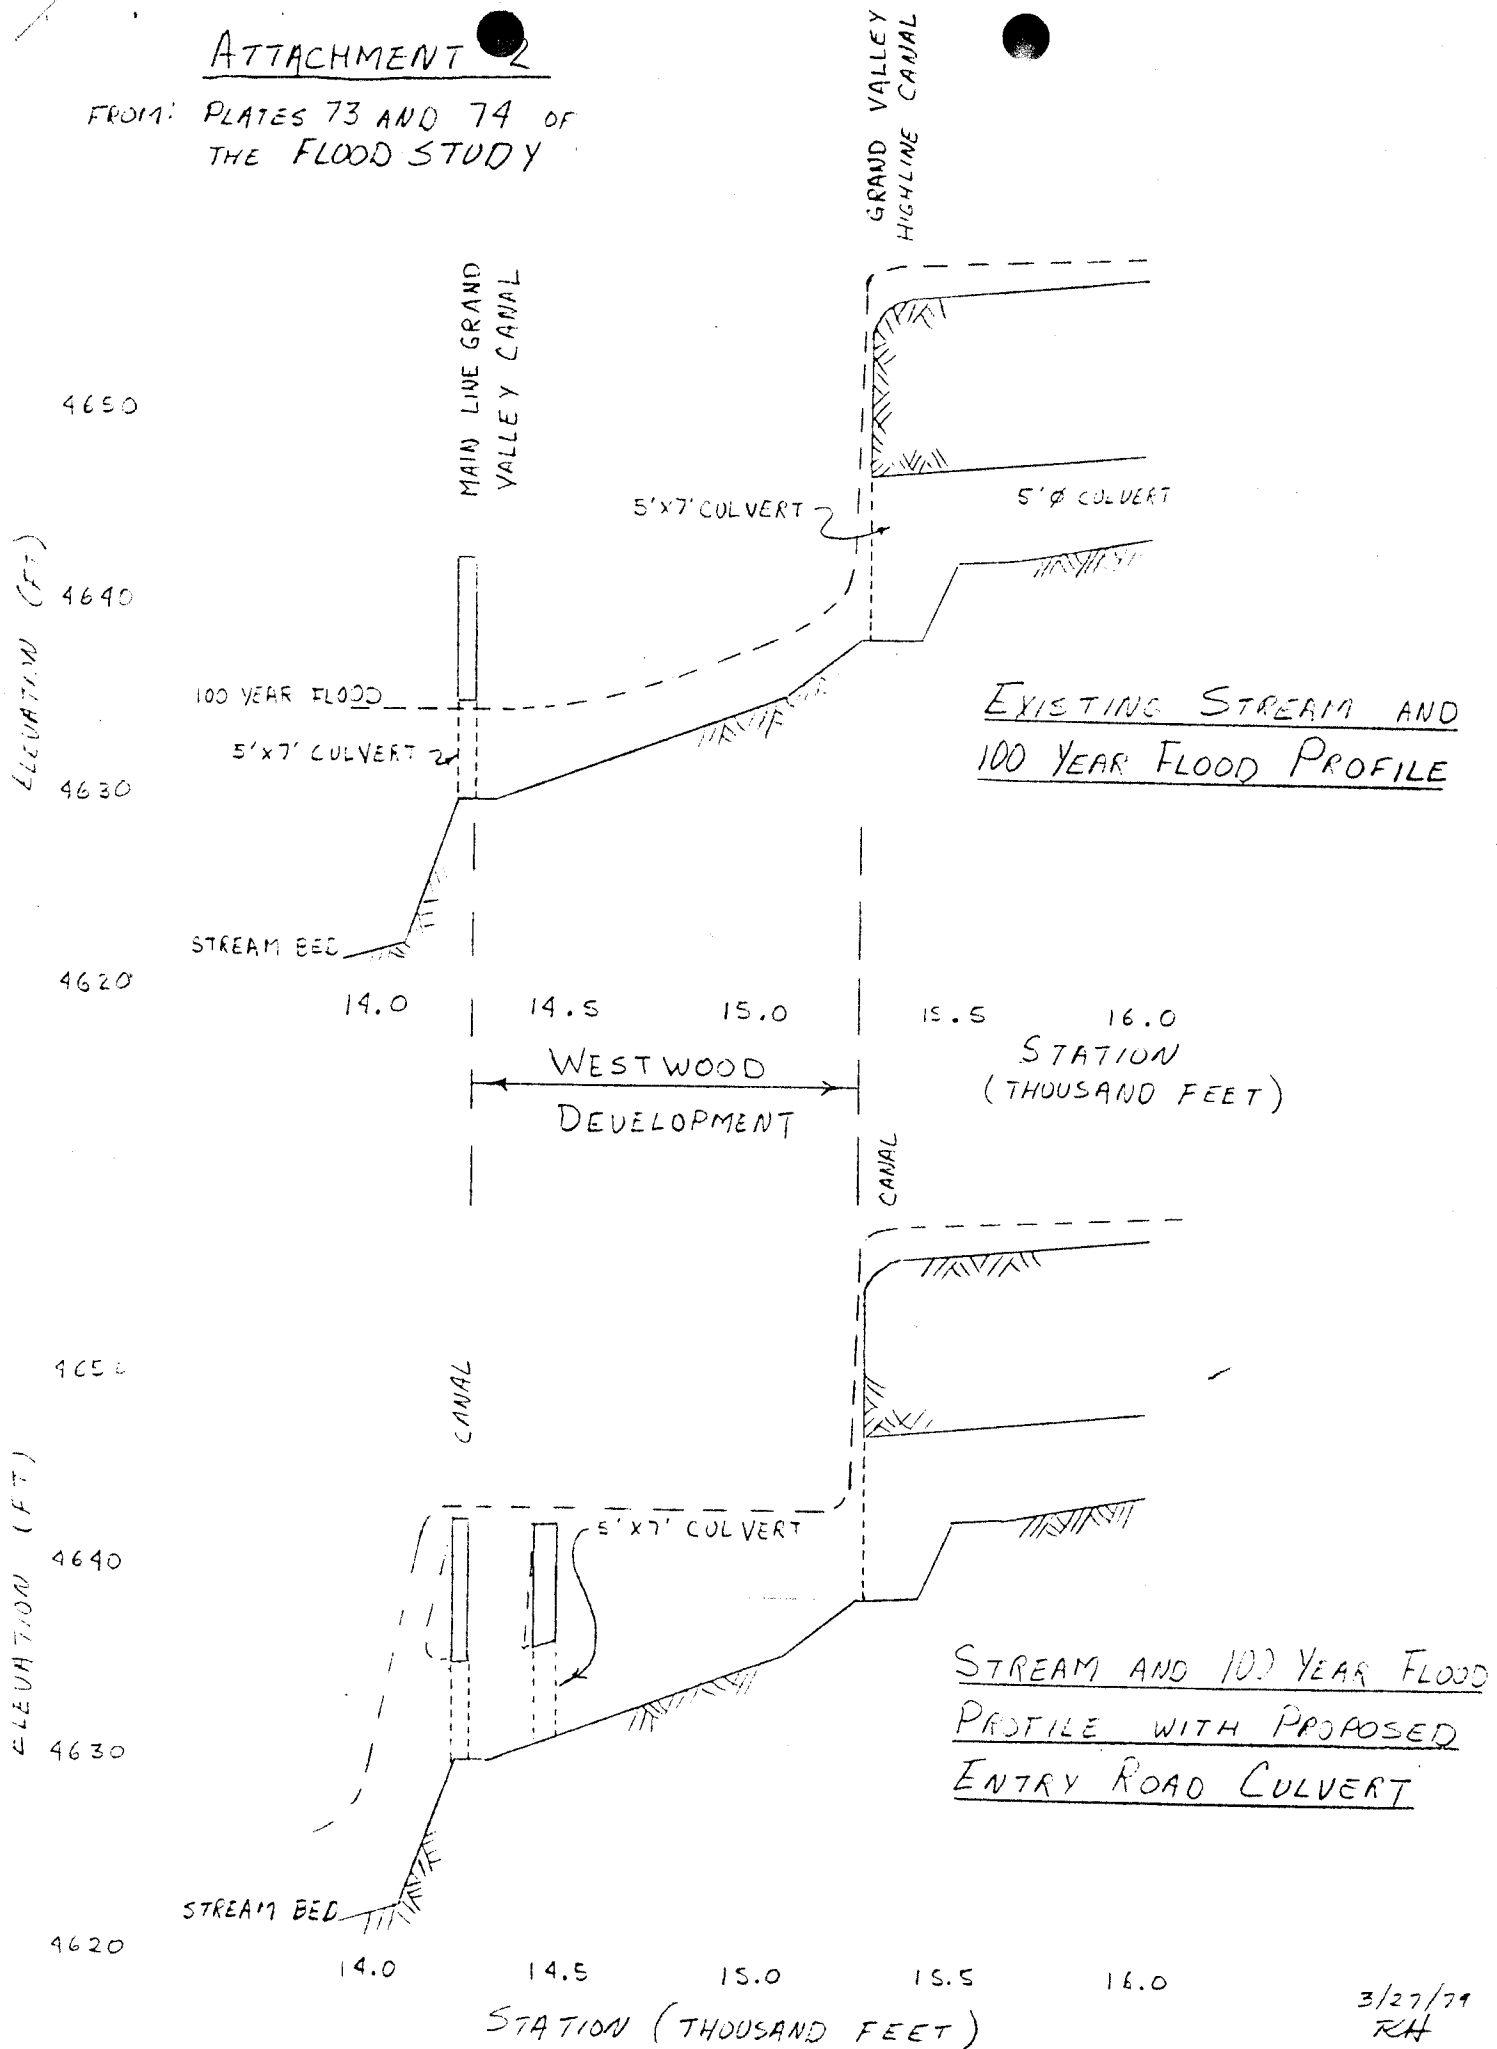 ATTACHMENT 2
FROM: PLATES 73 AND 74 OF
THE FLOOD STUDY
GRAND VALLEY
HIGHLINE CANAL
MAIN LINE GRAND
VALLEY CANAL
4650
5'x7' CULVERT
5'ø CULVERT
ELEVATION (FT)
4640
100 YEAR FLOOD
5'x7' CULVERT
4630
EXISTING STREAM AND
100 YEAR FLOOD PROFILE
STREAM BED
4620
14.0
14.5
15.0
15.5
16.0
STATION
(THOUSAND FEET)
WESTWOOD
DEVELOPMENT
CANAL
CANAL
4650
5'x7' CULVERT
ELEVATION (FT)
4640
4630
STREAM AND 100 YEAR FLOOD
PROFILE WITH PROPOSED
ENTRY ROAD CULVERT
STREAM BED
4620
14.0
14.5
15.0
15.5
16.0
STATION (THOUSAND FEET)
3/27/79
RH